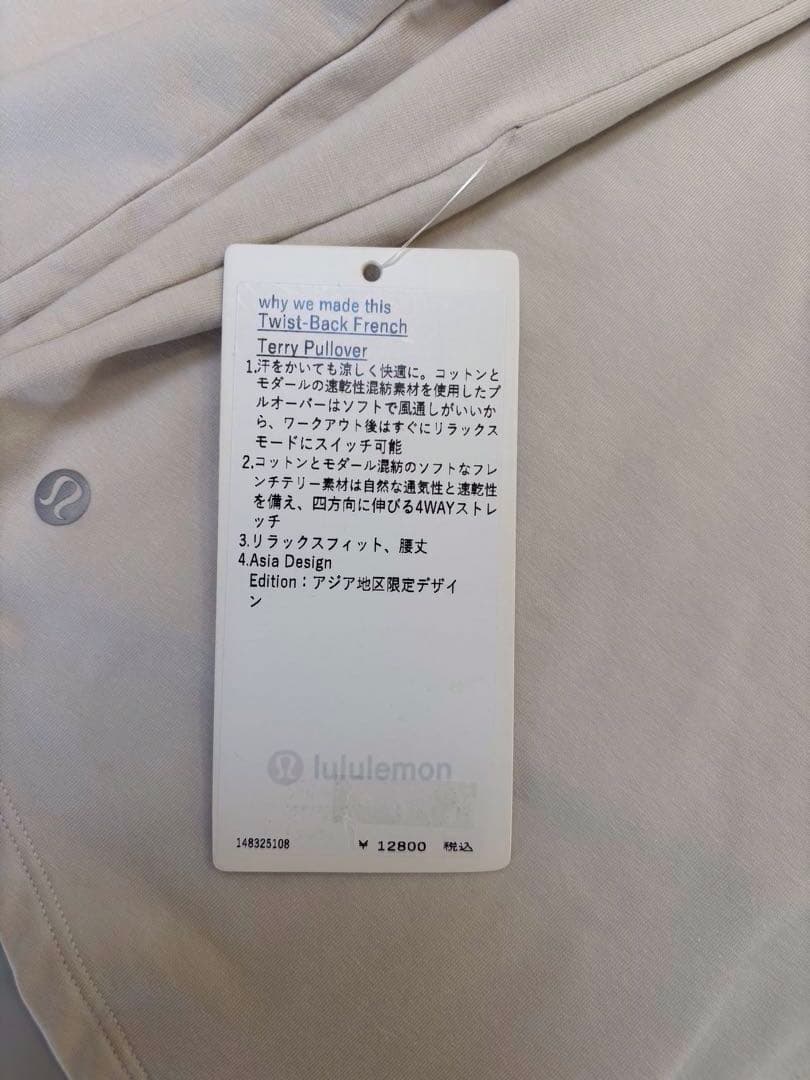 why we made this
Twist-Back French
Terry Pullover
1.汗をかいても涼しく快適に。コットンと
モダールの速乾性混紡素材を使用したプ
ルオーバーはソフトで風通しがいいか
ら、ワークアウト後はすぐにリラックス
モードにスイッチ可能
2.コットンとモダール混紡のソフトなフレ
ンチテリー素材は自然な通気性と速乾性
を備え、四方向に伸びる4WAYストレ
ッチ
3.リラックスフィット、腰丈
4.Asia Design
Edition：アジア地区限定デザイ
ン
lululemon
148325108 ¥ 12800 税込